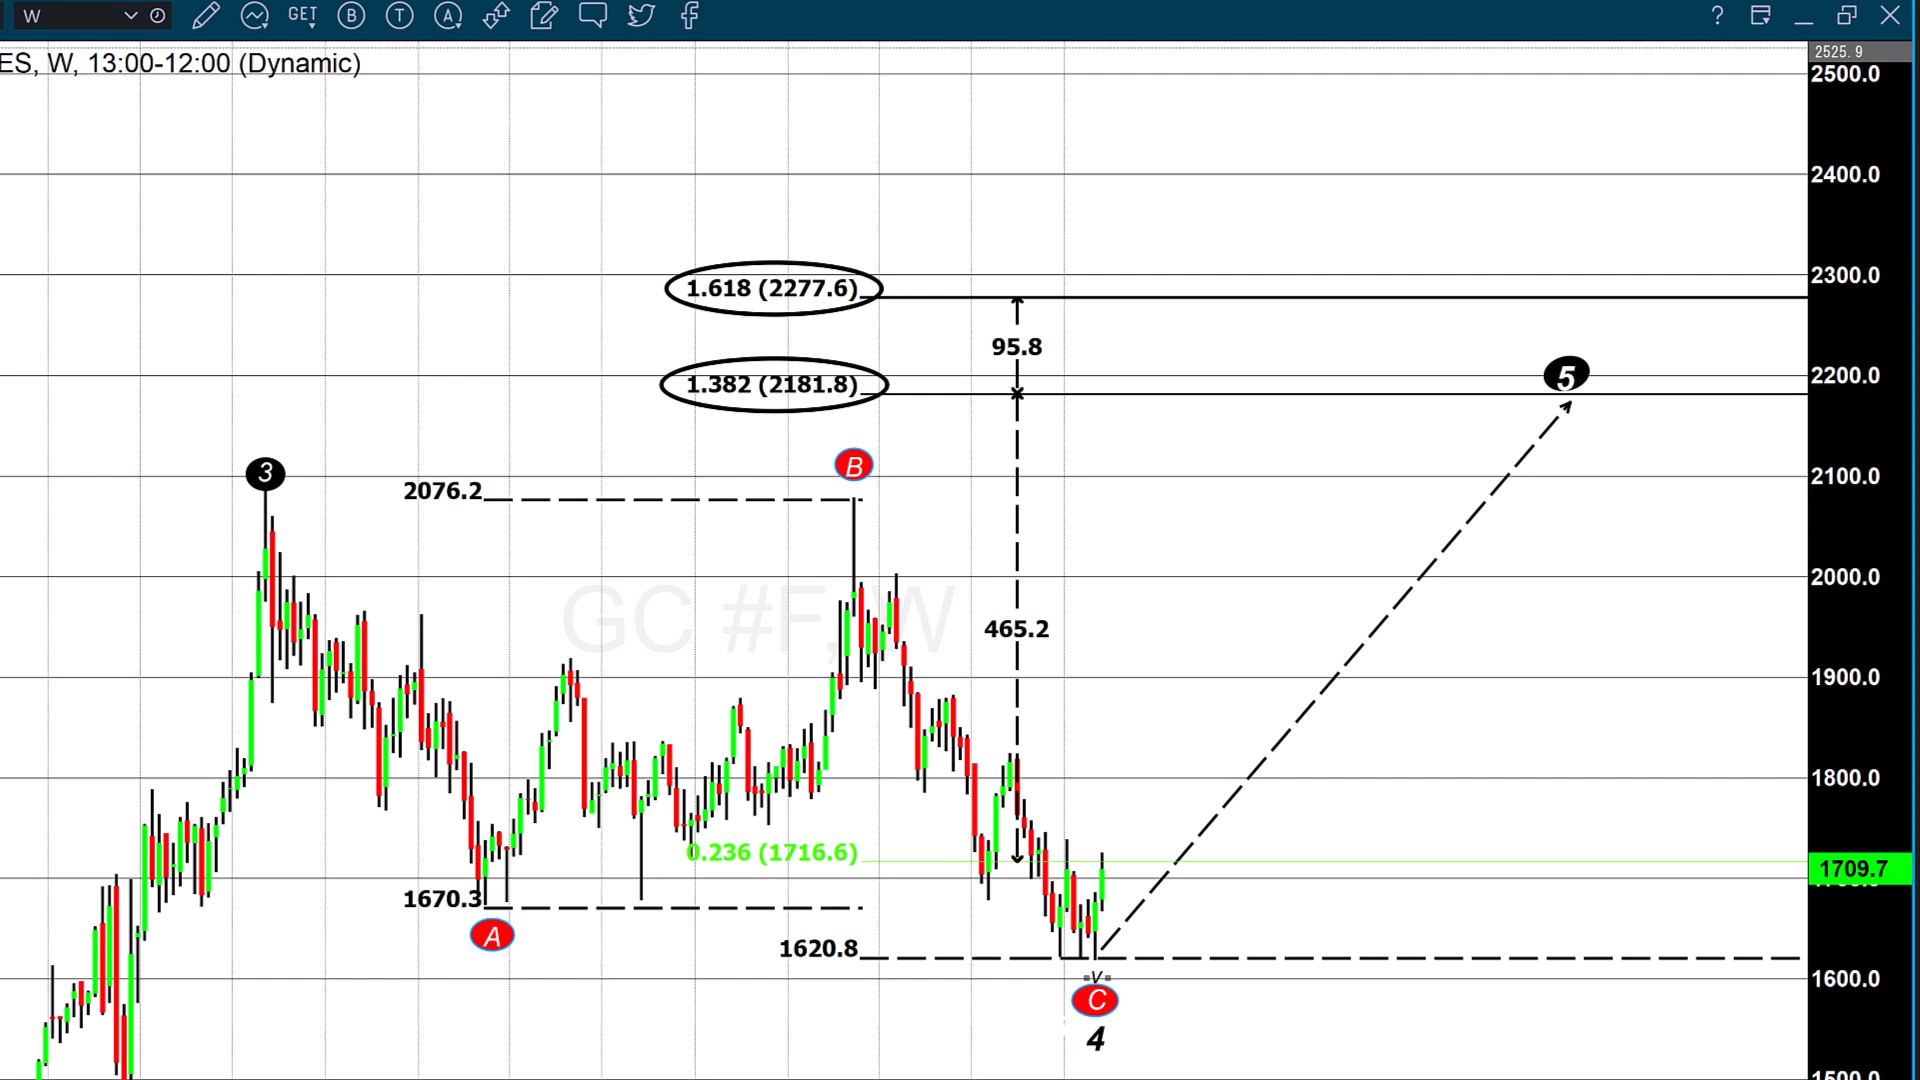 W
GET
B
T
A
?
ES, W, 13:00-12:00 (Dynamic)
2525.9
2500.0
2400.0
2300.0
1.618 (2277.6)
95.8
1.382 (2181.8)
2200.0
5
3
B
2100.0
2076.2
2000.0
GC #F, W
465.2
1900.0
1800.0
0.236 (1716.6)
1709.7
1670.3
A
1620.8
1600.0
v
C
4
1500.0